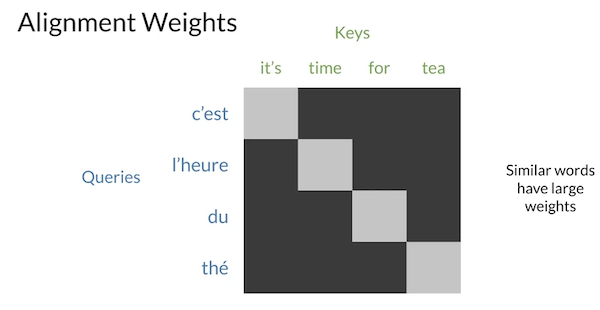 Alignment Weights
Keys
it's time for tea
c'est
l'heure
Queries
du
thé
Similar words
have large
weights